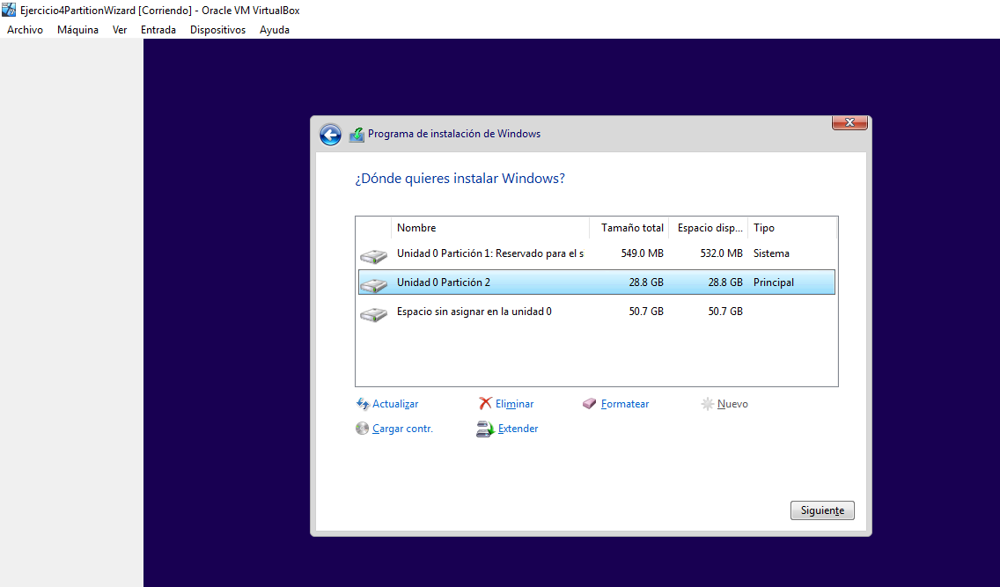 Ejercicio4PartitionWizard [Corriendo] - Oracle VM VirtualBox
Archivo Máquina Ver Entrada Dispositivos Ayuda
Programa de instalación de Windows
¿Dónde quieres instalar Windows?
Nombre Tamaño total Espacio disp... Tipo
Unidad 0 Partición 1: Reservado para el s 549.0 MB 532.0 MB Sistema
Unidad 0 Partición 2 28.8 GB 28.8 GB Principal
Espacio sin asignar en la unidad 0 50.7 GB 50.7 GB
Actualizar Eliminar Formatear Nuevo
Cargar contr. Extender
Siguiente